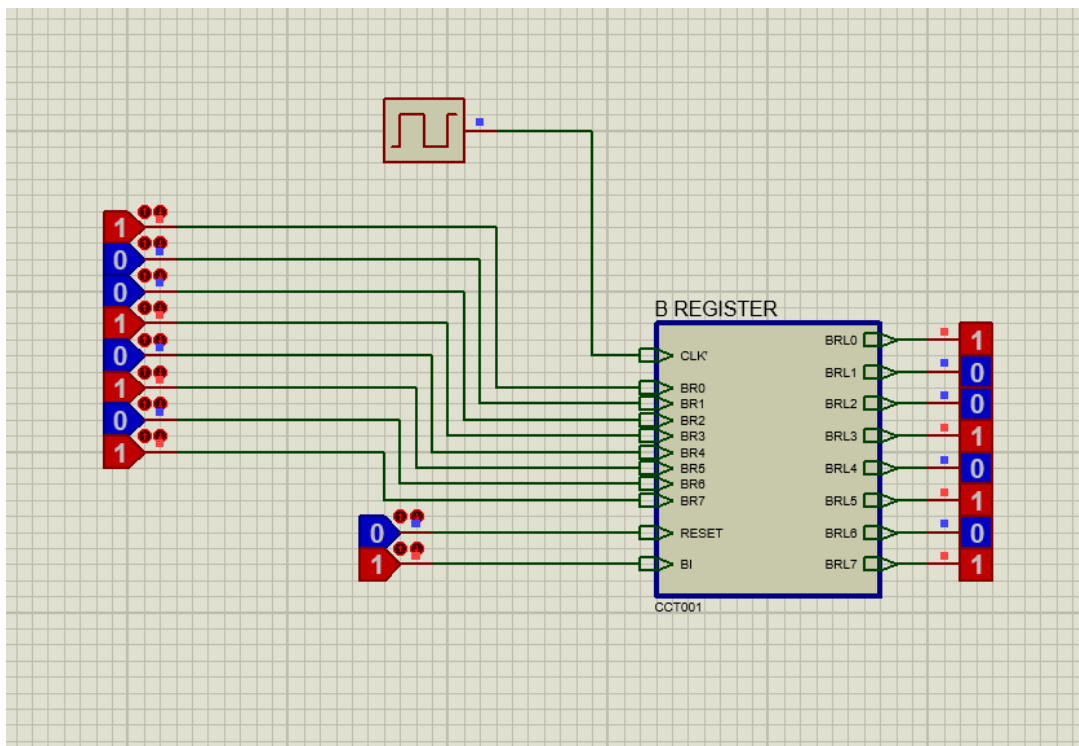 1
0
0
1
0
1
0
1
0
1
B REGISTER
CLK'
BR0
BR1
BR2
BR3
BR4
BR5
BR6
BR7
RESET
BI
BRL0
BRL1
BRL2
BRL3
BRL4
BRL5
BRL6
BRL7
CCT001
1
0
0
1
0
1
0
1